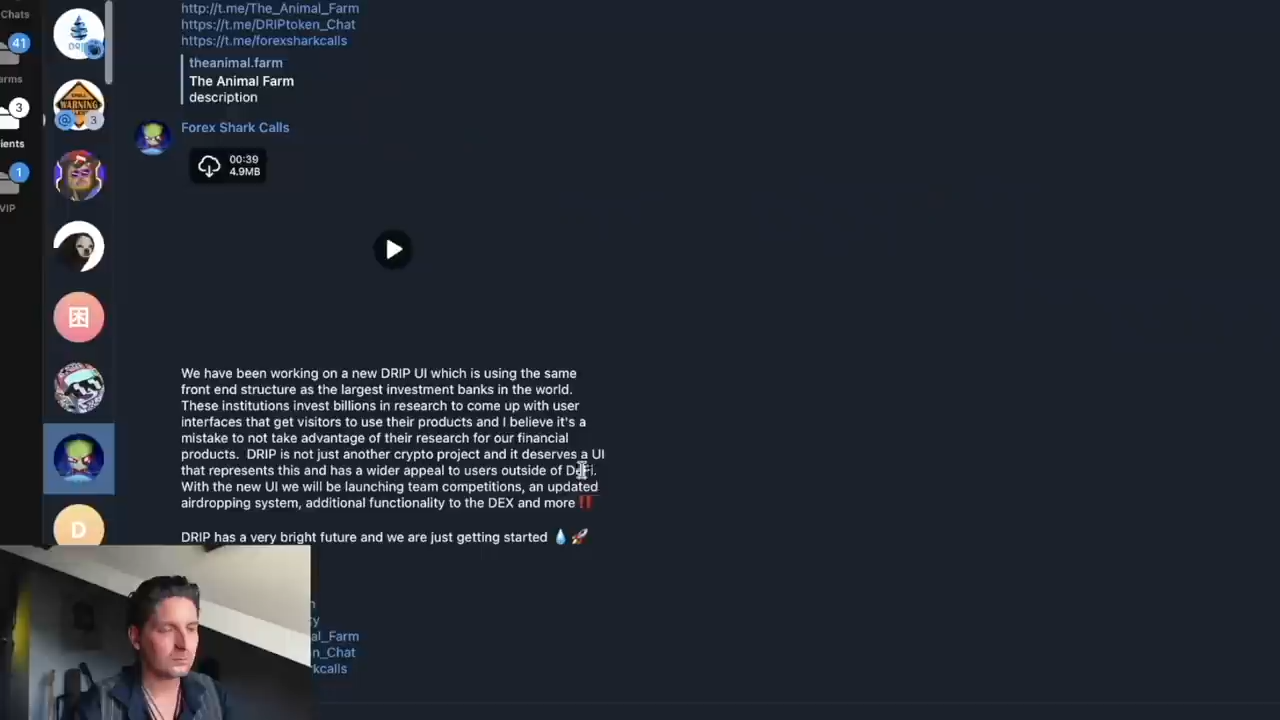 Chats
http://t.me/The_Animal_Farm
https://t.me/DRIPtoken_Chat
https://t.me/forexsharkcalls
41
theanimal.farm
The Animal Farm
description
erms
WARNING
@ 3
3
Forex Shark Calls
ients
00:39
4.9MB
1
VIP
困
We have been working on a new DRIP UI which is using the same
front end structure as the largest investment banks in the world.
These institutions invest billions in research to come up with user
interfaces that get visitors to use their products and I believe it's a
mistake to not take advantage of their research for our financial
products. DRIP is not just another crypto project and it deserves a UI
that represents this and has a wider appeal to users outside of DeFi.
With the new UI we will be launching team competitions, an updated
airdropping system, additional functionality to the DEX and more ‼️
D
DRIP has a very bright future and we are just getting started 💧 🚀
al_Farm
n_Chat
kcalls